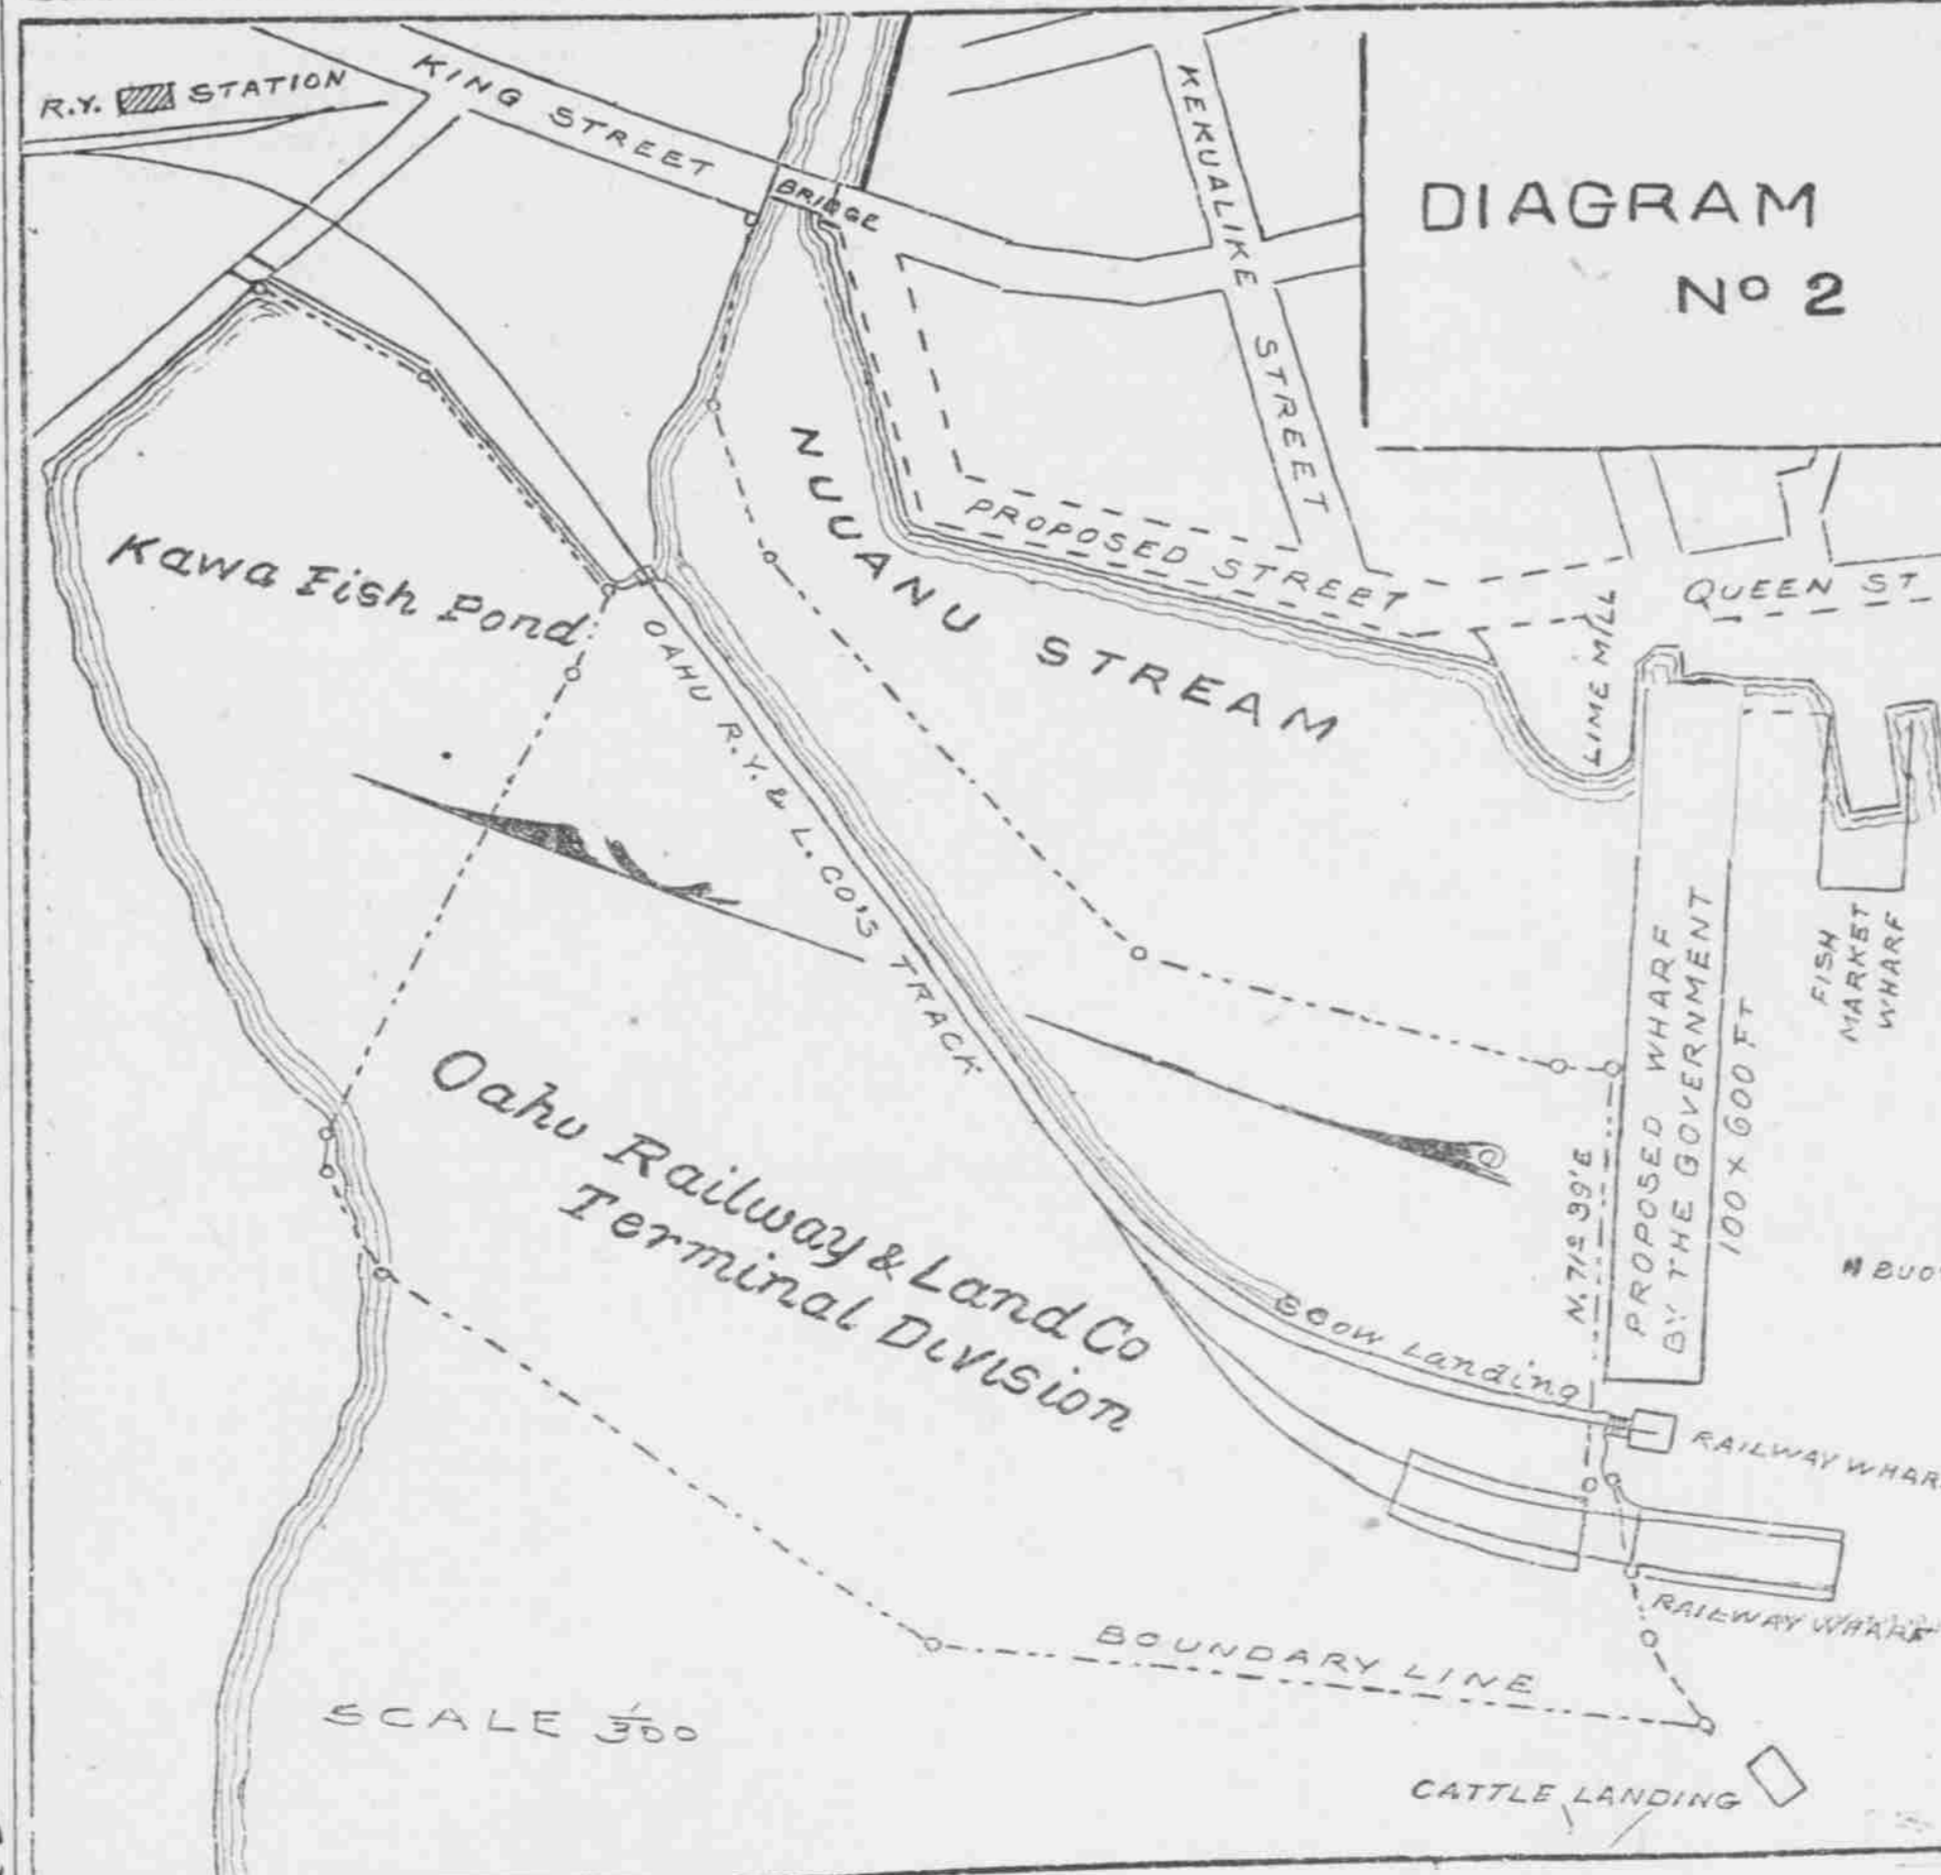 DIAGRAM
No 2
R.Y. STATION
KING STREET
BRIDGE
KEKUALIKE STREET
PROPOSED STREET
QUEEN ST
LIME MILL
NUUANU STREAM
Kawa Fish Pond
OAHU R.Y. & L. CO'S TRACK
FISH
MARKET
WHARF
PROPOSED WHARF
BY THE GOVERNMENT
100 X 600 FT
N. 71° 39' E
BUOY
Oahu Railway & Land Co
Terminal Division
SCOW Landing
RAILWAY WHAR
RAILWAY WHARF
BOUNDARY LINE
SCALE 1/300
CATTLE LANDING